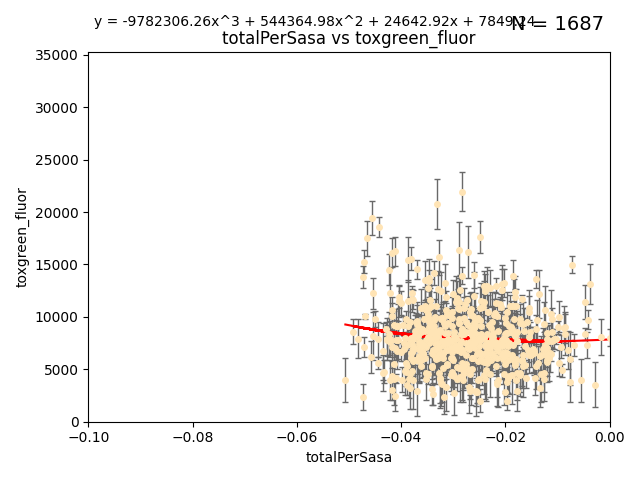 y = -9782306.26x^3 + 544364.98x^2 + 24642.92x + 7849.24
N = 1687
totalPerSasa vs toxgreen_fluor
35000
30000
25000
20000
15000
10000
5000
0
toxgreen_fluor
−0.10
−0.08
−0.06
−0.04
−0.02
0.00
totalPerSasa